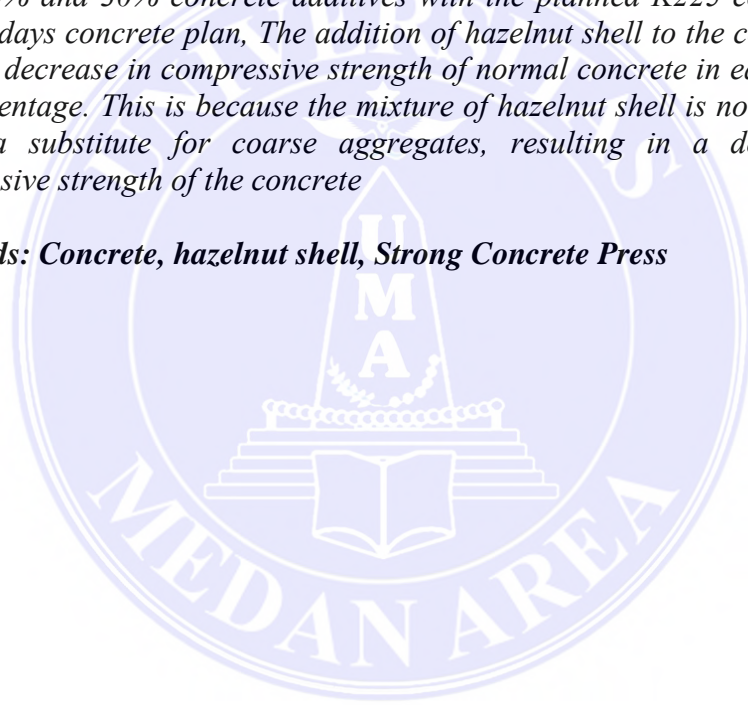 % and 30% concrete additives with the planned K225 co
days concrete plan, The addition of hazelnut shell to the c
decrease in compressive strength of normal concrete in ea
entage. This is because the mixture of hazelnut shell is no
a substitute for coarse aggregates, resulting in a d
sive strength of the concrete
ds: Concrete, hazelnut shell, Strong Concrete Press
UNIVERSITAS
U
M
A
MEDAN AREA